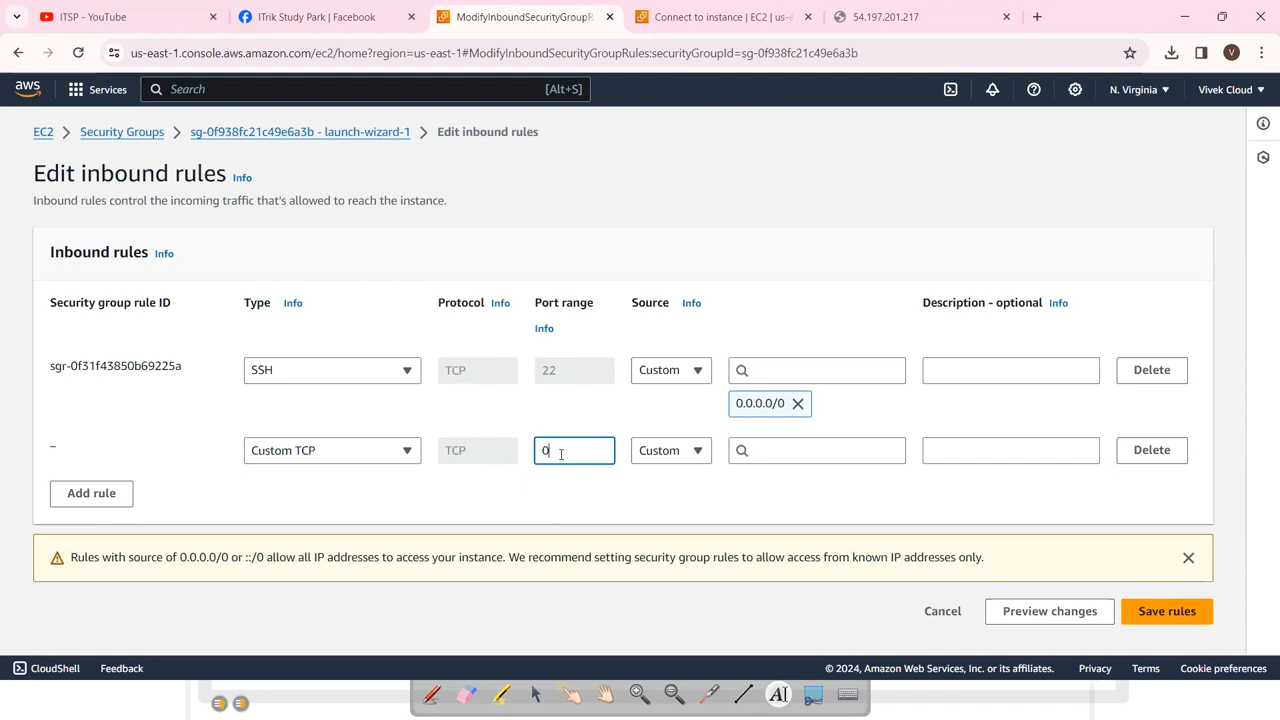 ITSP - YouTube
ITrik Study Park | Facebook
ModifyInboundSecurityGroupR
Connect to instance | EC2 | us-e
54.197.201.217
us-east-1.console.aws.amazon.com/ec2/home?region=us-east-1#ModifyInboundSecurityGroupRules:securityGroupId=sg-0f938fc21c49e6a3b
V
aws
Services
Search
[Alt+S]
N. Virginia
Vivek Cloud
EC2
Security Groups
sg-0f938fc21c49e6a3b - launch-wizard-1
Edit inbound rules
Edit inbound rules Info
Inbound rules control the incoming traffic that's allowed to reach the instance.
Inbound rules Info
Security group rule ID
Type Info
Protocol Info
Port range
Info
Source Info
Description - optional Info
sgr-0f31f43850b69225a
SSH
TCP
22
Custom
0.0.0.0/0
Delete
–
Custom TCP
TCP
0
Custom
Delete
Add rule
Rules with source of 0.0.0.0/0 or ::/0 allow all IP addresses to access your instance. We recommend setting security group rules to allow access from known IP addresses only.
Cancel
Preview changes
Save rules
CloudShell
Feedback
© 2024, Amazon Web Services, Inc. or its affiliates.
Privacy
Terms
Cookie preferences
A